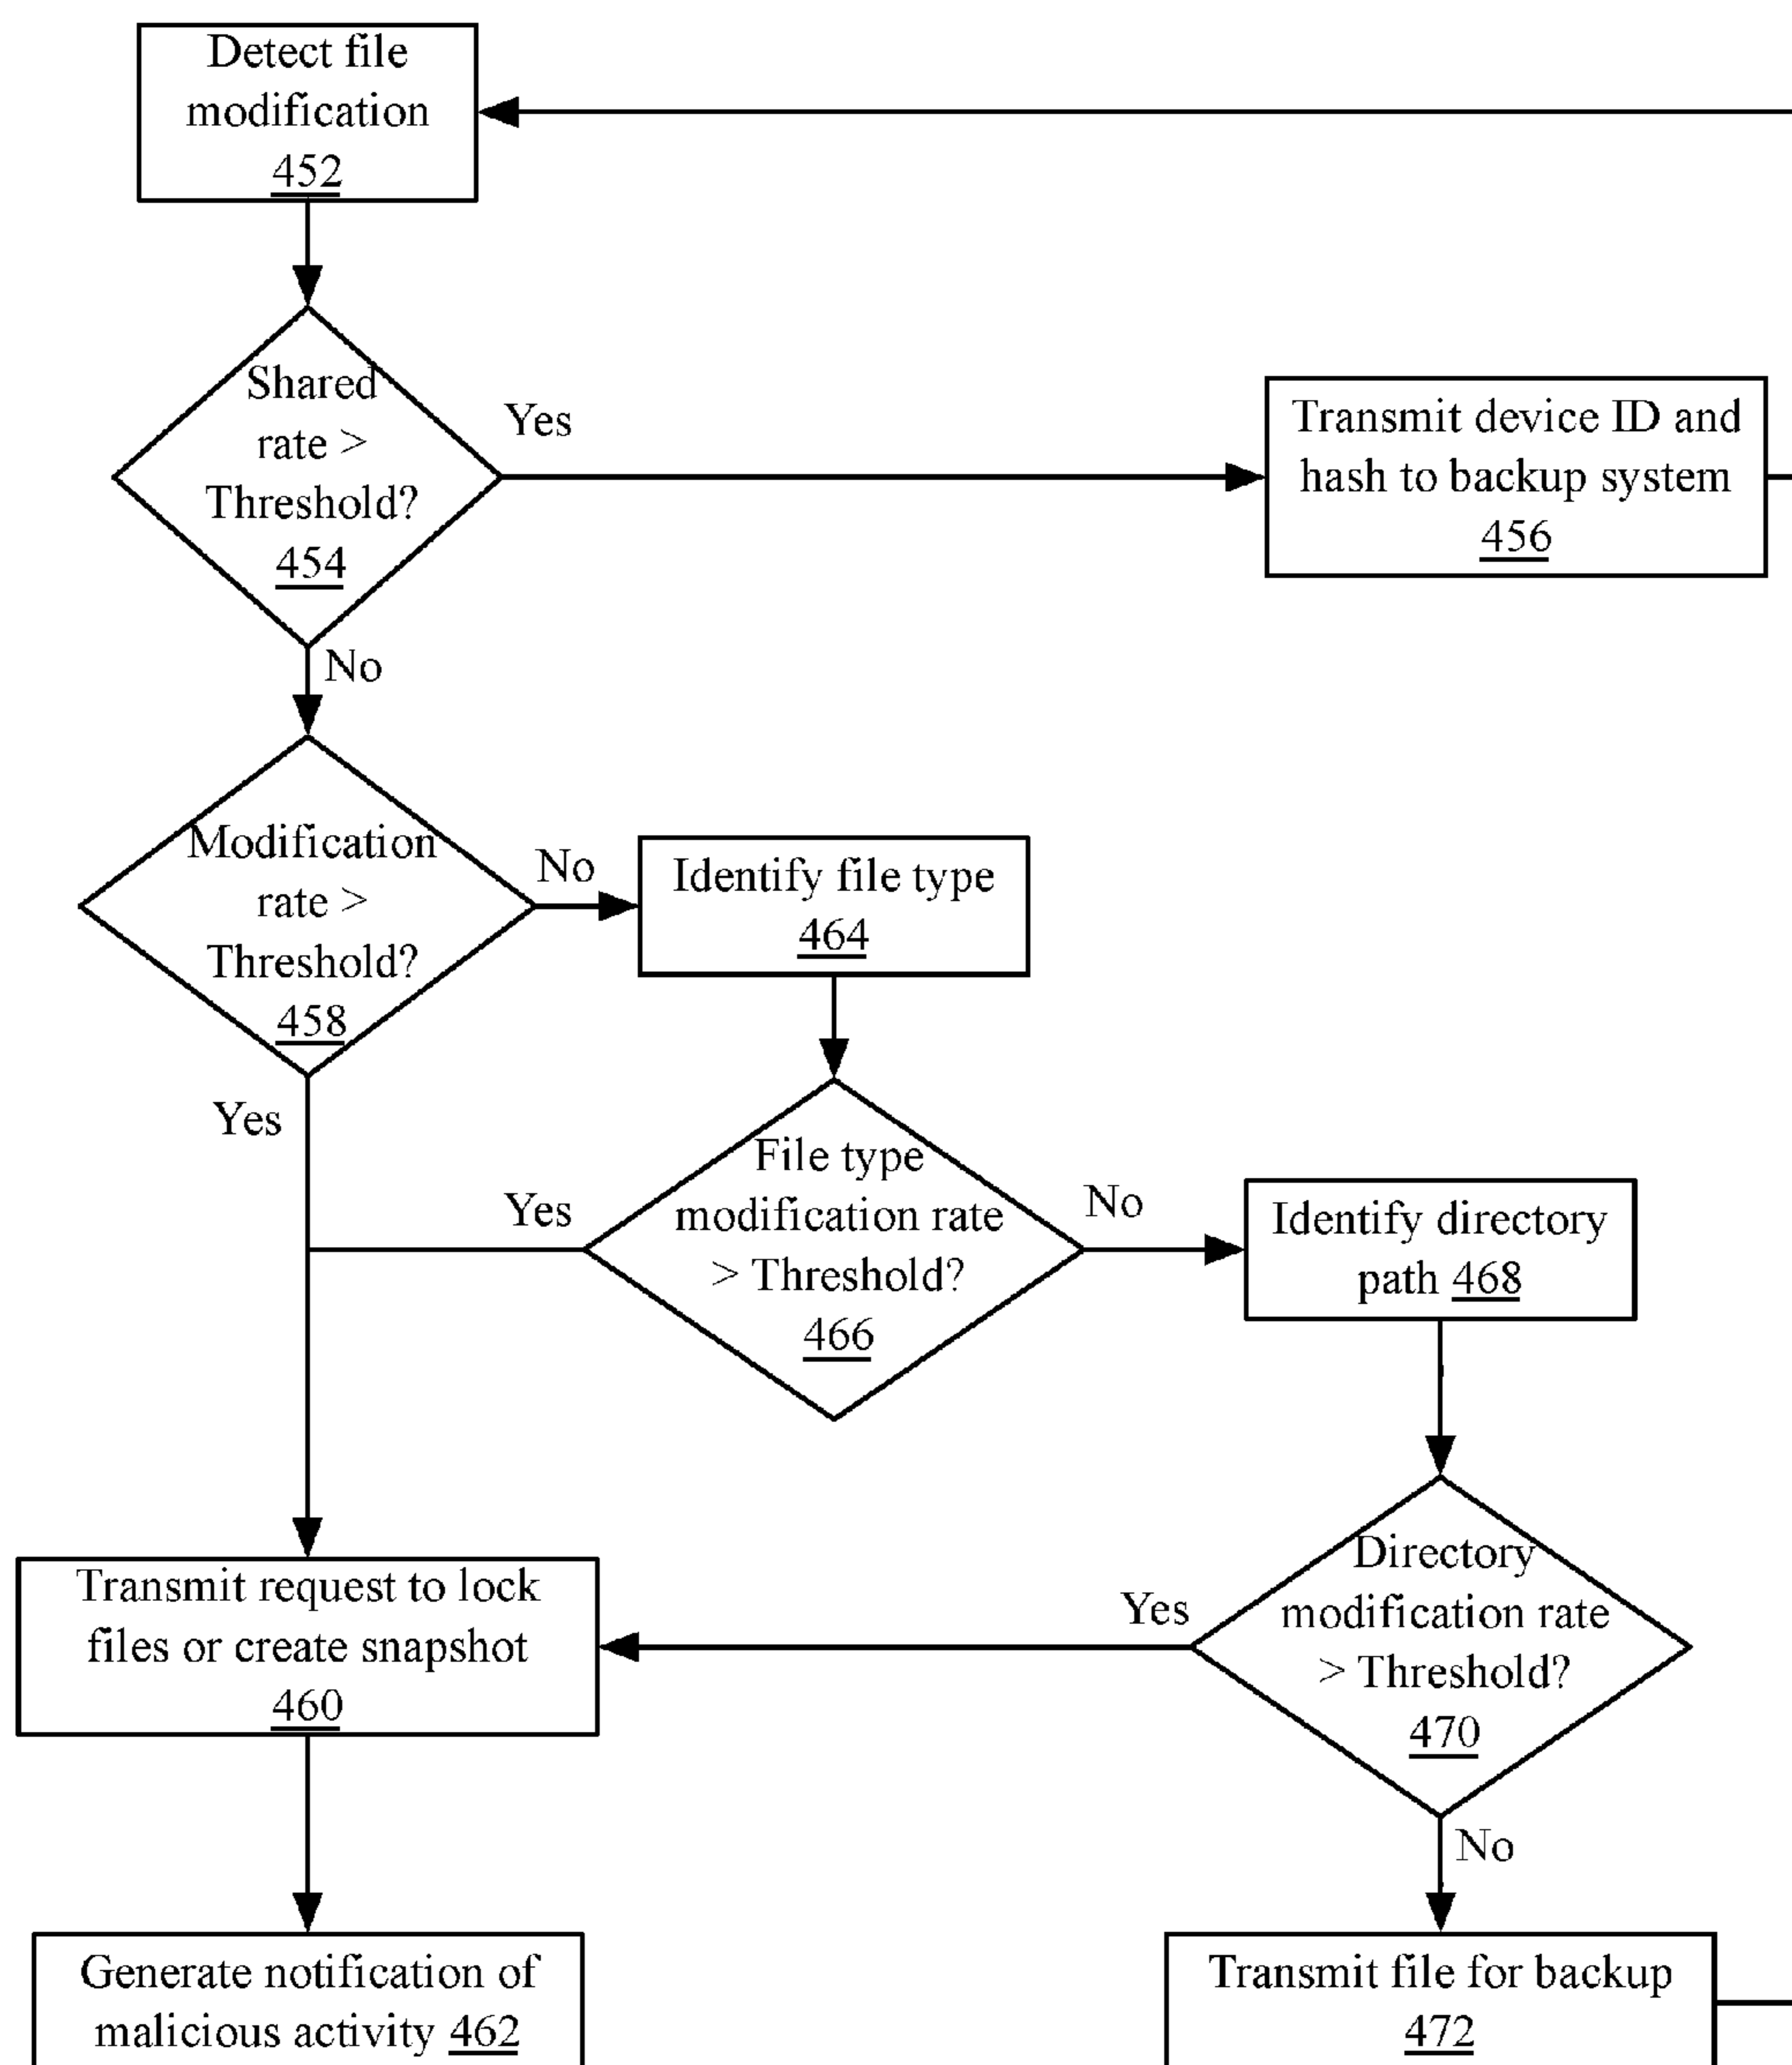 Detect file
modification
452
Shared
rate >
Threshold?
454
Yes
Transmit device ID and
hash to backup system
456
No
Modification
rate >
Threshold?
458
No
Identify file type
464
Yes
File type
modification rate
> Threshold?
466
Yes
No
Identify directory
path 468
Directory
modification rate
> Threshold?
470
Yes
Transmit request to lock
files or create snapshot
460
No
Generate notification of
malicious activity 462
Transmit file for backup
472